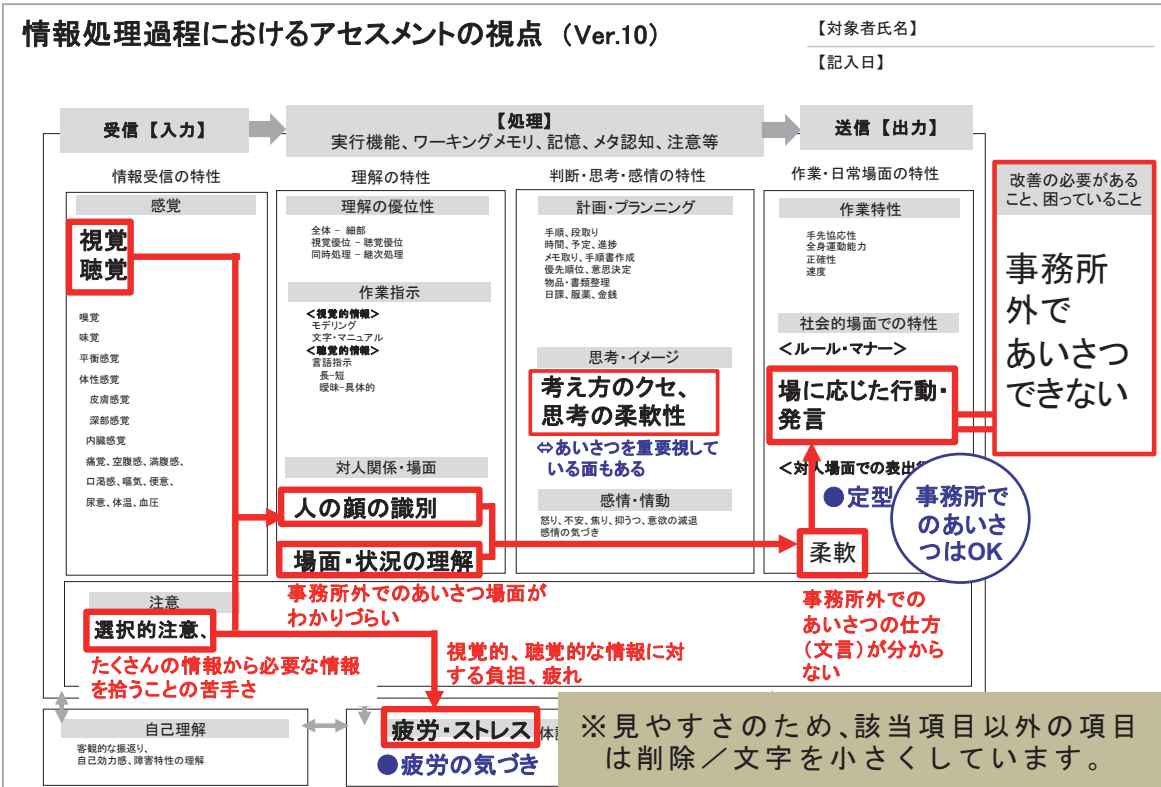 情報処理過程におけるアセスメントの視点 (Ver.10)
【対象者氏名】
【記入日】
受信【入力】
【処理】
実行機能、ワーキングメモリ、記憶、メタ認知、注意等
送信【出力】
情報受信の特性
感覚
視覚
聴覚
嗅覚
味覚
平衡感覚
体性感覚
皮膚感覚
深部感覚
内臓感覚
痛覚、空腹感、満腹感、
口渇感、嘔気、便意、
尿意、体温、血圧
理解の特性
理解の優位性
全体 － 細部
視覚優位 － 聴覚優位
同時処理 － 継次処理
作業指示
＜視覚的情報＞
モデリング
文字・マニュアル
＜聴覚的情報＞
言語指示
長－短
曖昧－具体的
対人関係・場面
人の顔の識別
場面・状況の理解
事務所外でのあいさつ場面が
わかりづらい
判断・思考・感情の特性
計画・プランニング
手順、段取り
時間、予定、進捗
メモ取り、手順書作成
優先順位、意思決定
物品・書類整理
日課、服薬、金銭
思考・イメージ
考え方のクセ、
思考の柔軟性
⇔あいさつを重要視して
いる面もある
感情・情動
怒り、不安、焦り、抑うつ、意欲の減退
感情の気づき
作業・日常場面の特性
作業特性
手先協応性
全身運動能力
正確性
速度
社会的場面での特性
＜ルール・マナー＞
場に応じた行動・
発言
＜対人場面での表出
●定型
事務所で
のあいさ
つはOK
柔軟
事務所外での
あいさつの仕方
（文言）が分から
ない
改善の必要がある
こと、困っていること
事務所
外で
あいさつ
できない
注意
選択的注意、
たくさんの情報から必要な情報
を拾うことの苦手さ
視覚的、聴覚的な情報に対
する負担、疲れ
自己理解
客観的な振返り、
自己効力感、障害特性の理解
疲労・ストレス
●疲労の気づき
※見やすさのため、該当項目以外の項目
は削除／文字を小さくしています。